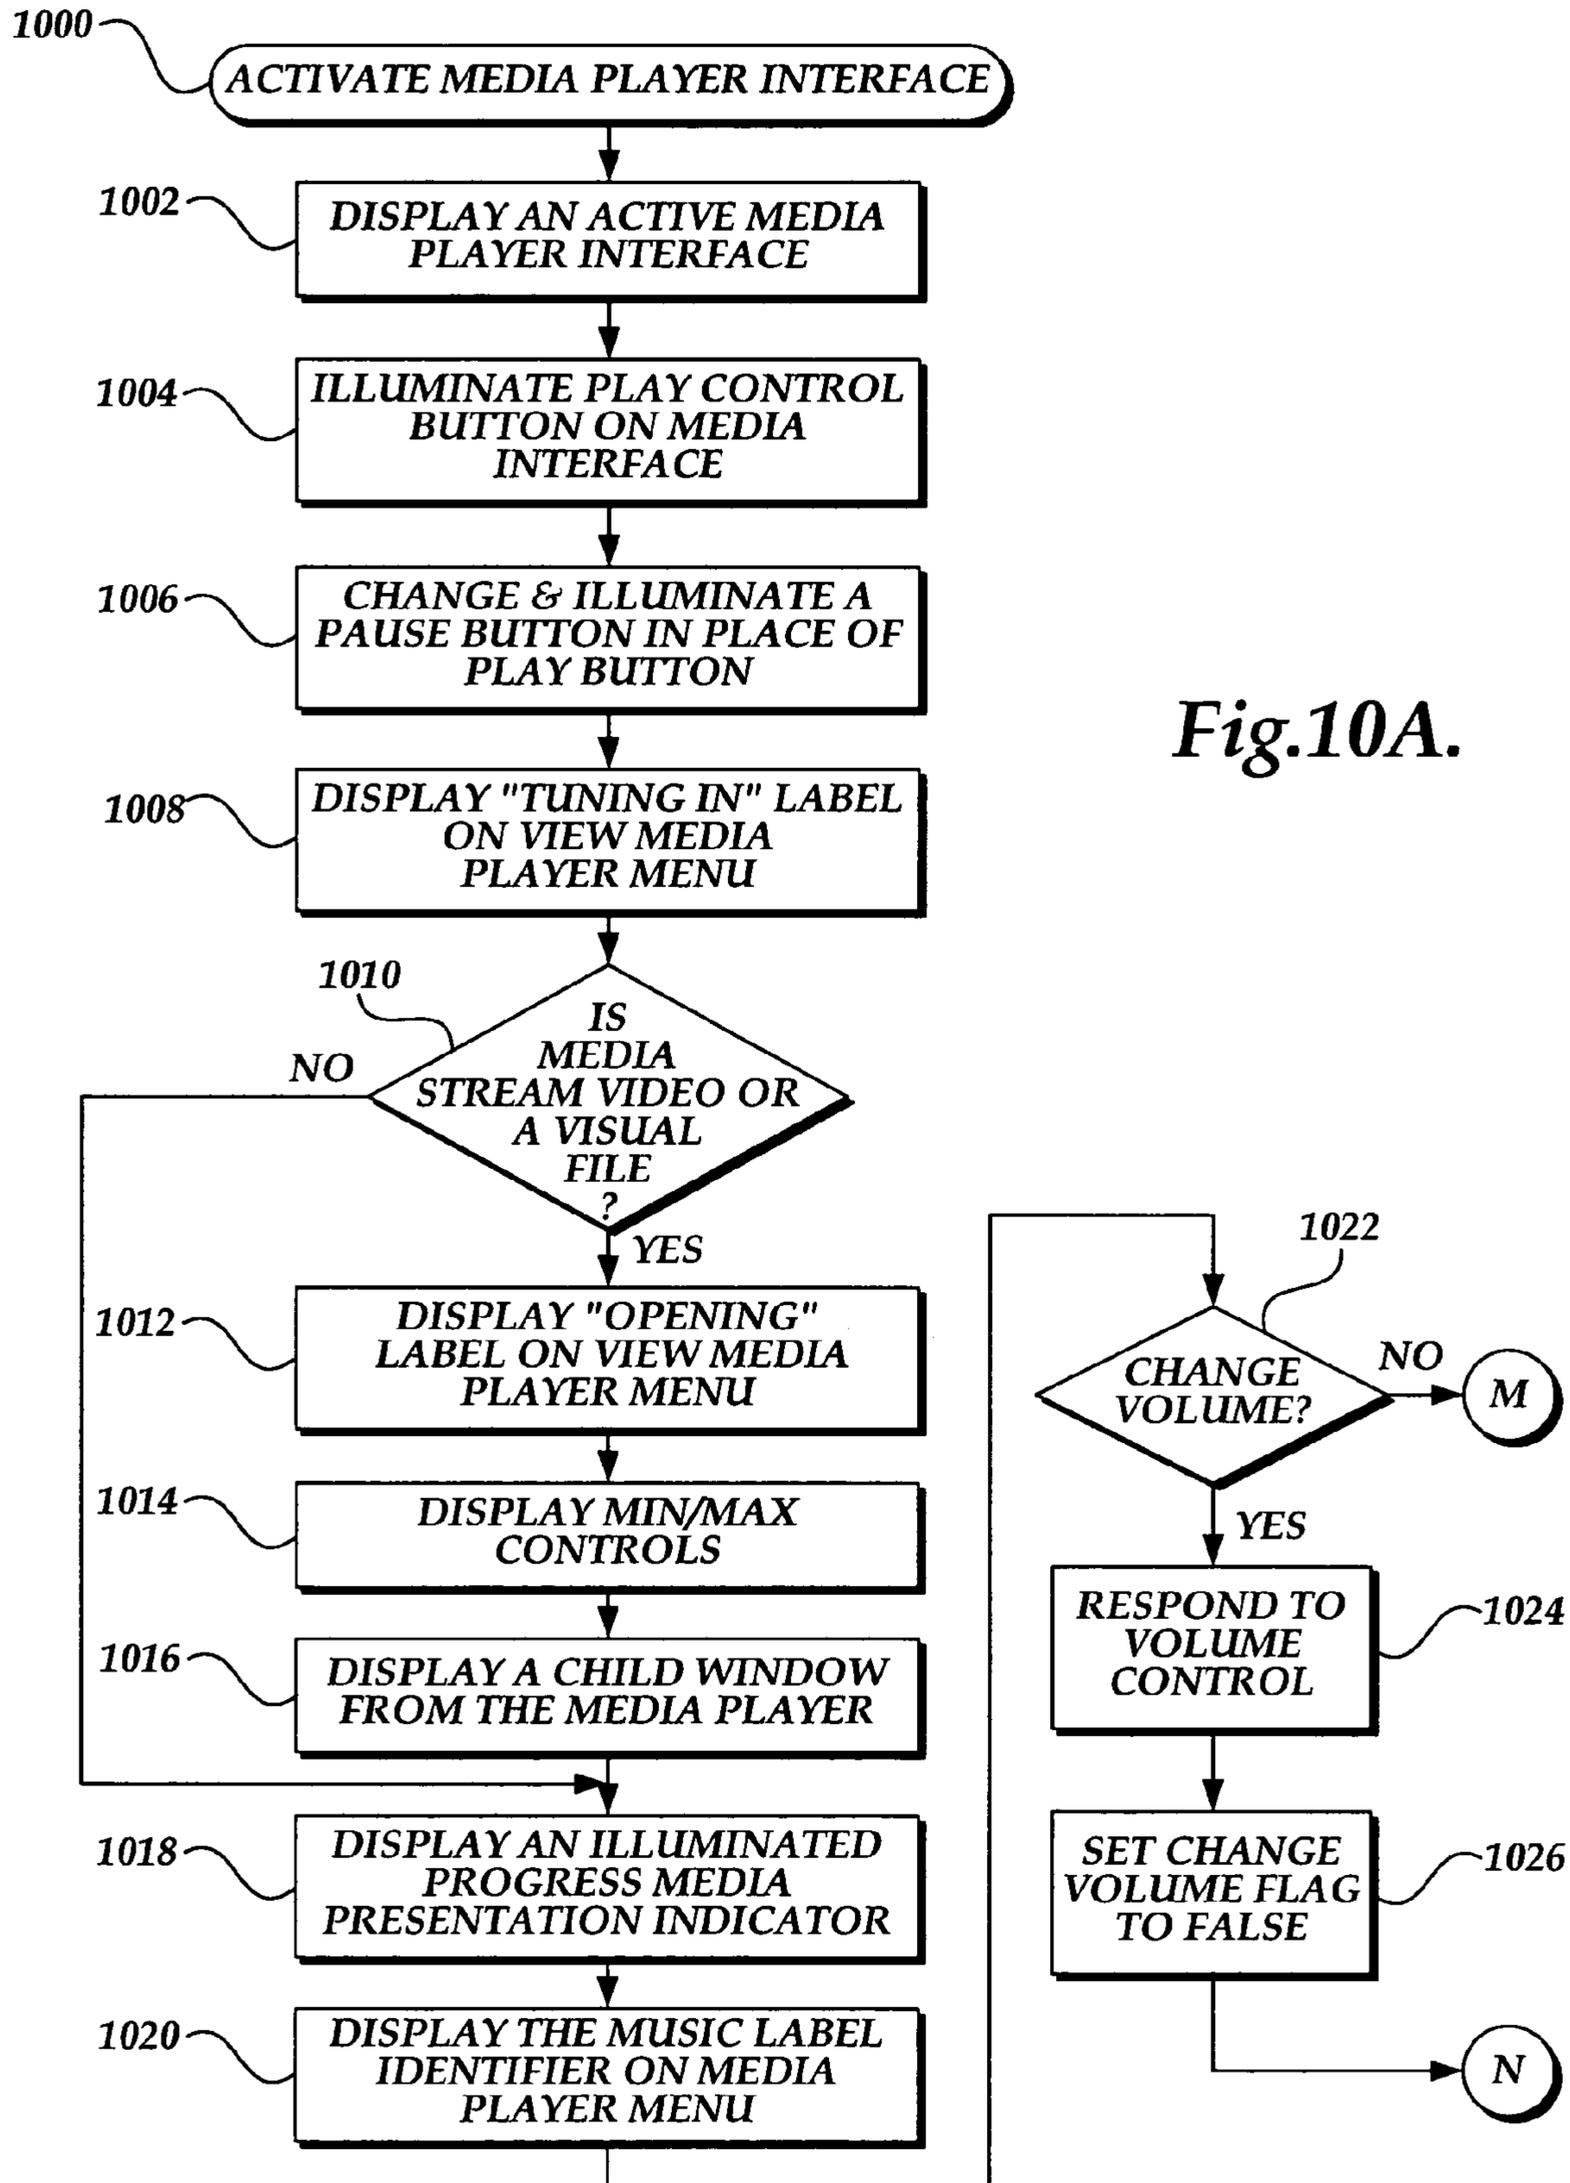 1000
ACTIVATE MEDIA PLAYER INTERFACE
1002
DISPLAY AN ACTIVE MEDIA
PLAYER INTERFACE
1004
ILLUMINATE PLAY CONTROL
BUTTON ON MEDIA
INTERFACE
1006
CHANGE & ILLUMINATE A
PAUSE BUTTON IN PLACE OF
PLAY BUTTON
Fig.10A.
1008
DISPLAY "TUNING IN" LABEL
ON VIEW MEDIA
PLAYER MENU
1010
IS
MEDIA
STREAM VIDEO OR
A VISUAL
FILE
?
NO
YES
1012
DISPLAY "OPENING"
LABEL ON VIEW MEDIA
PLAYER MENU
1014
DISPLAY MIN/MAX
CONTROLS
1016
DISPLAY A CHILD WINDOW
FROM THE MEDIA PLAYER
1018
DISPLAY AN ILLUMINATED
PROGRESS MEDIA
PRESENTATION INDICATOR
1020
DISPLAY THE MUSIC LABEL
IDENTIFIER ON MEDIA
PLAYER MENU
1022
CHANGE
VOLUME?
NO
M
YES
RESPOND TO
VOLUME
CONTROL
1024
SET CHANGE
VOLUME FLAG
TO FALSE
1026
N